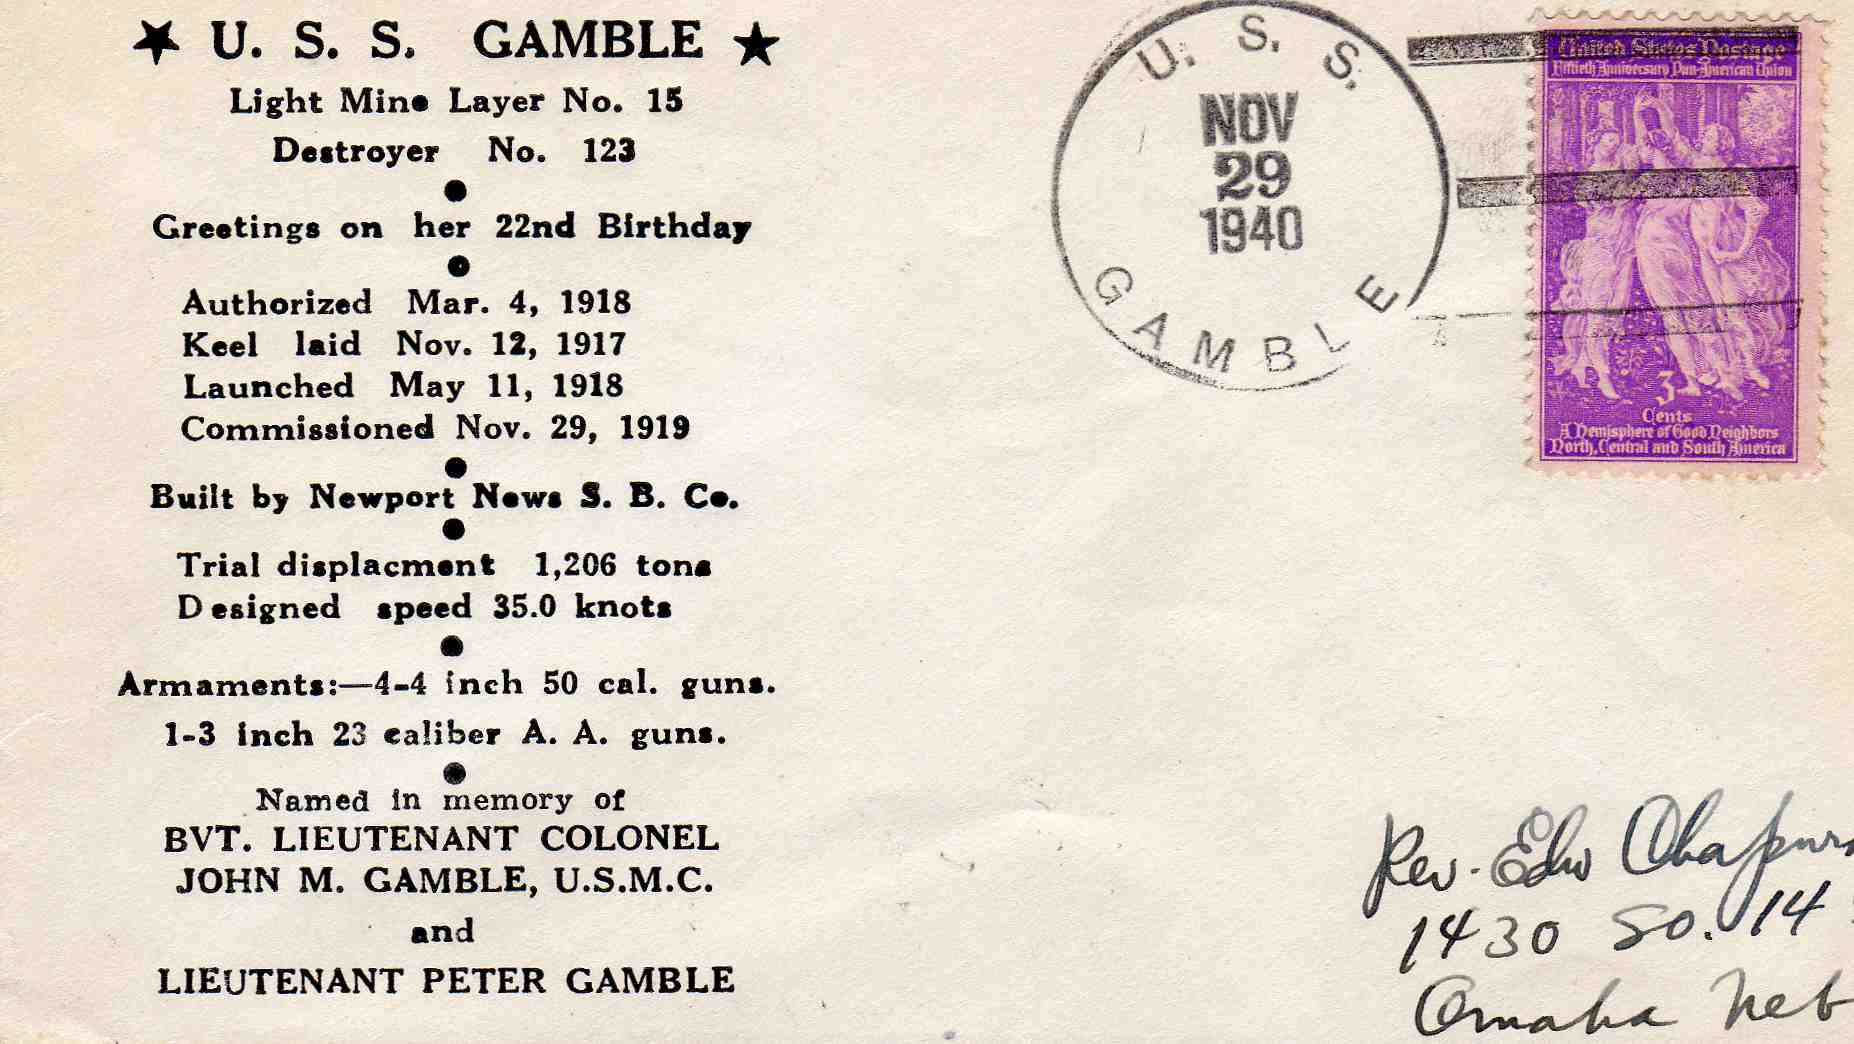 U. S. S. GAMBLE
Light Mine Layer No. 15
Destroyer No. 123
Greetings on her 22nd Birthday
Authorized Mar. 4, 1918
Keel laid Nov. 12, 1917
Launched May 11, 1918
Commissioned Nov. 29, 1919
Built by Newport News S. B. Co.
Trial displacment 1,206 tons
Designed speed 35.0 knots
Armaments:—4-4 inch 50 cal. guns.
1-3 inch 23 caliber A. A. guns.
Named in memory of
BVT. LIEUTENANT COLONEL
JOHN M. GAMBLE, U.S.M.C.
and
LIEUTENANT PETER GAMBLE
U. S. S.
NOV
29
1940
GAMBLE
United States Postage
Fiftieth Anniversary Pan-American Union
3
Cents
A Hemisphere of Good Neighbors
North, Central and South America
Rev. Edw
1430 So. 14
Omaha Neb